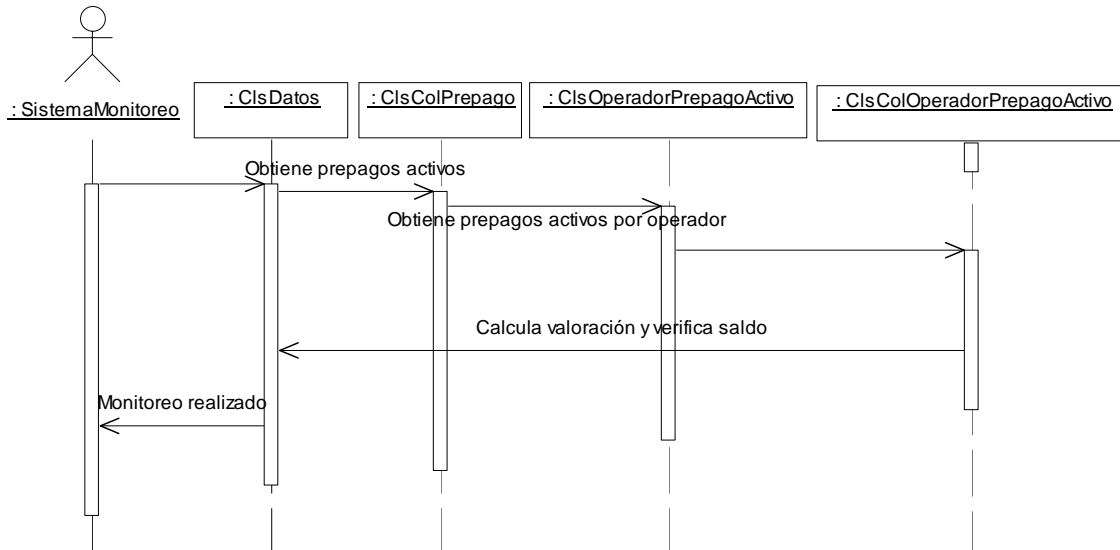 : SistemaMonitoreo
: ClsDatos
: ClsColPrepago
: ClsOperadorPrepagoActivo
: ClsColOperadorPrepagoActivo
Obtiene prepagos activos
Obtiene prepagos activos por operador
Calcula valoración y verifica saldo
Monitoreo realizado